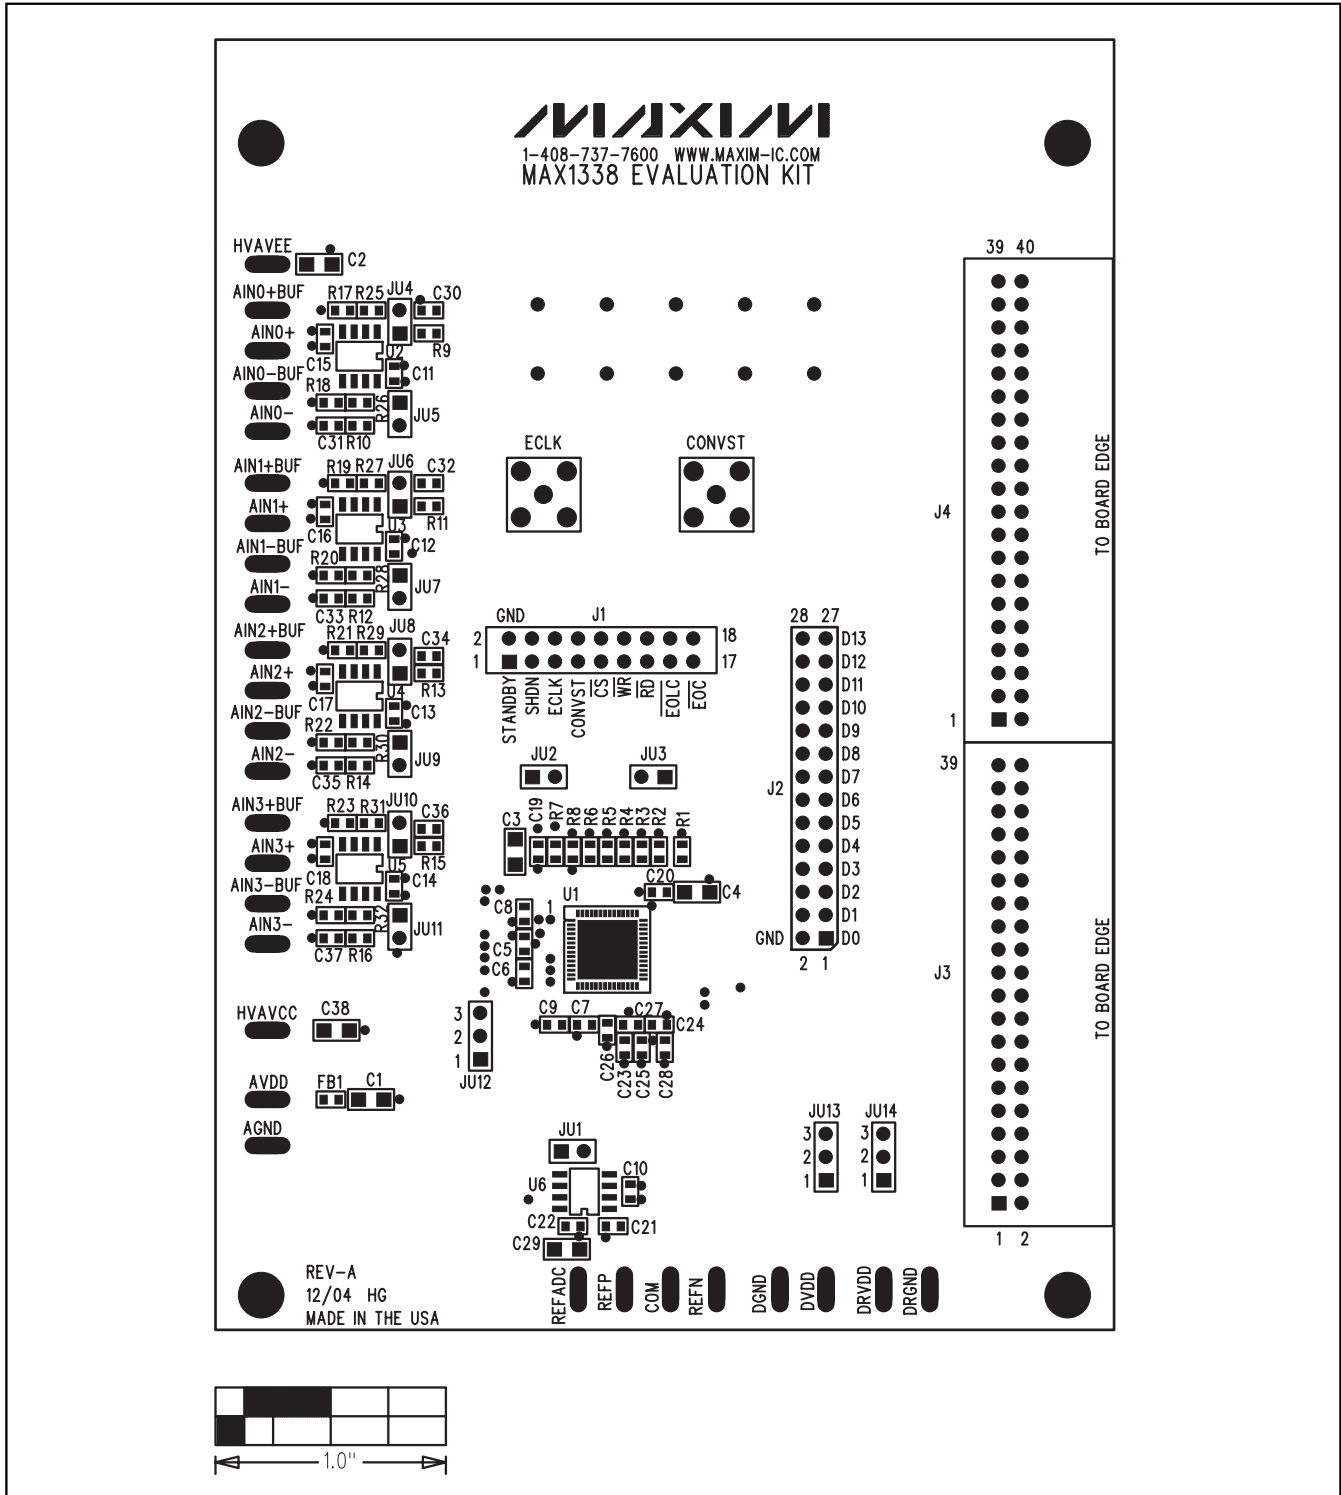 MAXIM
1-408-737-7600 WWW.MAXIM-IC.COM
MAX1338 EVALUATION KIT
HVAVEE
C2
39 40
AIN0+BUF
R17 R25 JU4 C30
AIN0+
U2
R9
C15
C11
AIN0-BUF
R18
R26
AIN0-
JU5
C31 R10
ECLK
CONVST
AIN1+BUF
R19 R27 JU6 C32
AIN1+
U3
R11
C16
C12
AIN1-BUF
R20
R28
AIN1-
JU7
C33 R12
J4
TO BOARD EDGE
GND
J1
2
18
1
17
STANDBY
SHDN
ECLK
CONVST
CS
WR
RD
EOLC
EOC
28 27
D13
D12
D11
D10
D9
D8
D7
D6
D5
D4
D3
D2
D1
GND
D0
2 1
J2
AIN2+BUF
R21 R29 JU8 C34
AIN2+
U4
R13
C17
C13
AIN2-BUF
R22
R30
AIN2-
JU9
C35 R14
1
39
JU2
JU3
AIN3+BUF
R23 R31 JU10 C36
AIN3+
U5
R15
C18
C14
AIN3-BUF
R24
R32
AIN3-
JU11
C37 R16
C3
C19
R7
R8
R6
R5
R4
R3
R2
R1
C20
C4
U1
C8
1
C5
C6
J3
TO BOARD EDGE
HVAVCC
C38
3
2
1
JU12
C9 C7
C27
C24
C26
C23
C25
C28
AVDD
FB1 C1
AGND
JU13
3
2
1
JU14
3
2
1
JU1
U6
C10
C22
C21
C29
1 2
REFADC
REFP
COM
REFN
DGND
DVDD
DRVDD
DRGND
REV-A
12/04 HG
MADE IN THE USA
1.0"